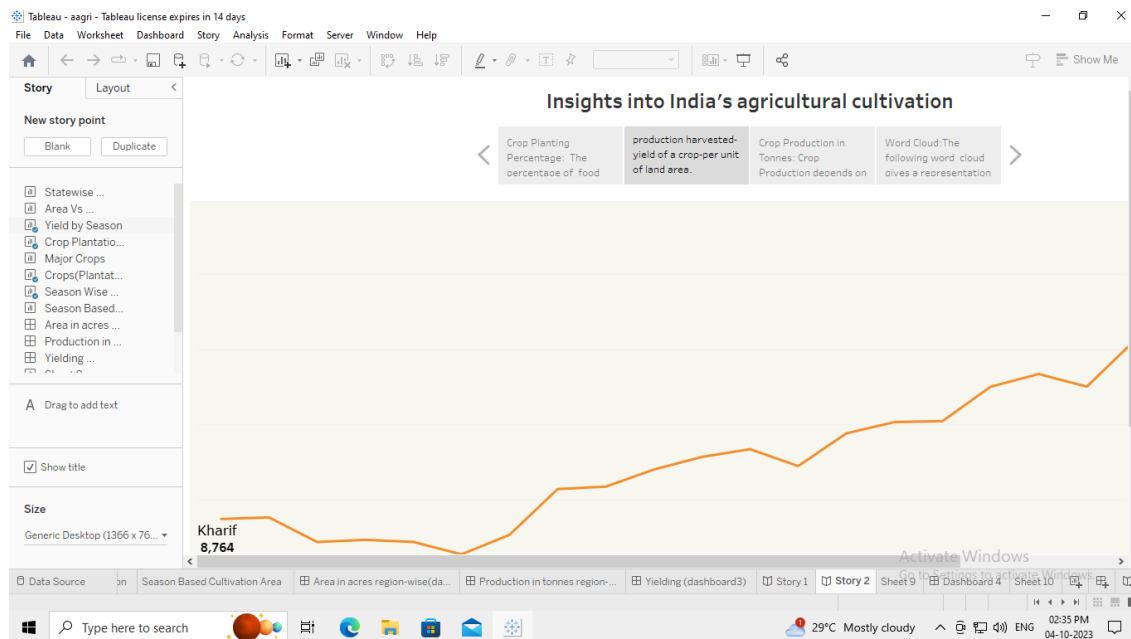 Tableau - aagri - Tableau license expires in 14 days
File Data Worksheet Dashboard Story Analysis Format Server Window Help
Show Me
Story Layout
New story point
Blank Duplicate
Statewise ...
Area Vs ...
Yield by Season
Crop Plantatio...
Major Crops
Crops(Plantat...
Season Wise ...
Season Based...
Area in acres ...
Production in ...
Yielding ...
A Drag to add text
Show title
Size
Generic Desktop (1366 x 76...
Insights into India's agricultural cultivation
Crop Planting
Percentage: The
percentage of food
production harvested-
yield of a crop-per unit
of land area.
Crop Production in
Tonnes: Crop
Production depends on
Word Cloud:The
following word cloud
gives a representation
Kharif
8,764
Activate Windows
Go to Settings to activate Windows.
Data Source on Season Based Cultivation Area Area in acres region-wise(da... Production in tonnes region-... Yielding (dashboard3) Story 1 Story 2 Sheet 9 Dashboard 4 Sheet 10
Type here to search
1
29°C Mostly cloudy
ENG
02:35 PM
04-10-2023